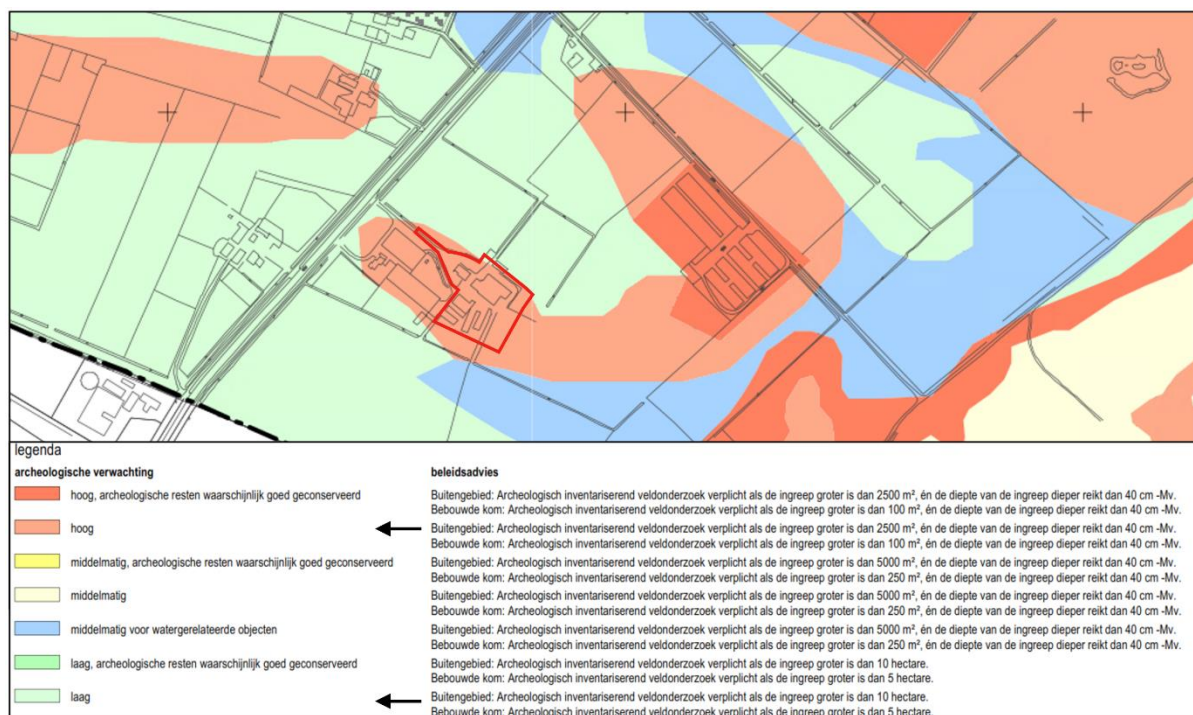 legenda
archeologische verwachting
beleidsadvies
hoog, archeologische resten waarschijnlijk goed geconserveerd
Buitengebied: Archeologisch inventariserend veldonderzoek verplicht als de ingreep groter is dan 2500 m², én de diepte van de ingreep dieper reikt dan 40 cm -Mv.
Bebouwde kom: Archeologisch inventariserend veldonderzoek verplicht als de ingreep groter is dan 100 m², én de diepte van de ingreep dieper reikt dan 40 cm -Mv.
hoog
Buitengebied: Archeologisch inventariserend veldonderzoek verplicht als de ingreep groter is dan 2500 m², én de diepte van de ingreep dieper reikt dan 40 cm -Mv.
Bebouwde kom: Archeologisch inventariserend veldonderzoek verplicht als de ingreep groter is dan 100 m², én de diepte van de ingreep dieper reikt dan 40 cm -Mv.
middelmatig, archeologische resten waarschijnlijk goed geconserveerd
Buitengebied: Archeologisch inventariserend veldonderzoek verplicht als de ingreep groter is dan 5000 m², én de diepte van de ingreep dieper reikt dan 40 cm -Mv.
Bebouwde kom: Archeologisch inventariserend veldonderzoek verplicht als de ingreep groter is dan 250 m², én de diepte van de ingreep dieper reikt dan 40 cm -Mv.
middelmatig
Buitengebied: Archeologisch inventariserend veldonderzoek verplicht als de ingreep groter is dan 5000 m², én de diepte van de ingreep dieper reikt dan 40 cm -Mv.
Bebouwde kom: Archeologisch inventariserend veldonderzoek verplicht als de ingreep groter is dan 250 m², én de diepte van de ingreep dieper reikt dan 40 cm -Mv.
middelmatig voor watergerelateerde objecten
Buitengebied: Archeologisch inventariserend veldonderzoek verplicht als de ingreep groter is dan 5000 m², én de diepte van de ingreep dieper reikt dan 40 cm -Mv.
Bebouwde kom: Archeologisch inventariserend veldonderzoek verplicht als de ingreep groter is dan 250 m², én de diepte van de ingreep dieper reikt dan 40 cm -Mv.
laag, archeologische resten waarschijnlijk goed geconserveerd
Buitengebied: Archeologisch inventariserend veldonderzoek verplicht als de ingreep groter is dan 10 hectare.
Bebouwde kom: Archeologisch inventariserend veldonderzoek verplicht als de ingreep groter is dan 5 hectare.
laag
Buitengebied: Archeologisch inventariserend veldonderzoek verplicht als de ingreep groter is dan 10 hectare.
Bebouwde kom: Archeologisch inventariserend veldonderzoek verplicht als de ingreep groter is dan 5 hectare.